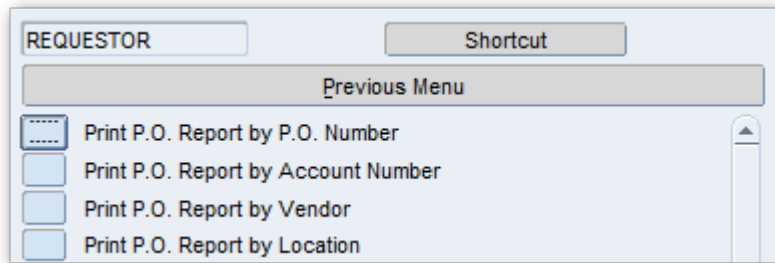 REQUESTOR Shortcut
Previous Menu
Print P.O. Report by P.O. Number
Print P.O. Report by Account Number
Print P.O. Report by Vendor
Print P.O. Report by Location